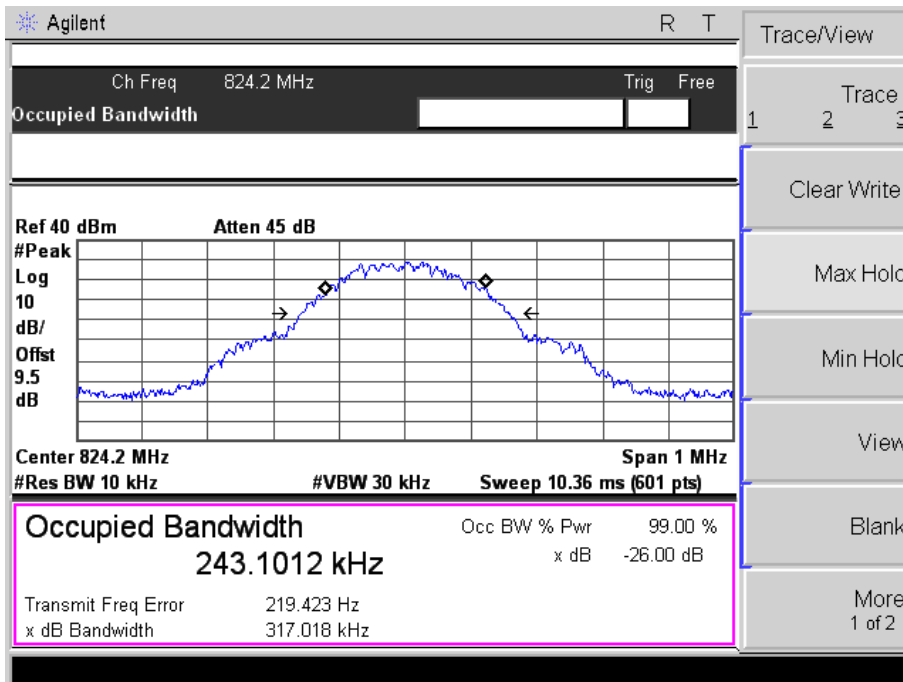 Agilent R T
Trace/View
Ch Freq 824.2 MHz Trig Free
Occupied Bandwidth
Trace
1 2 3
Clear Write
Max Hold
Min Hold
View
Blank
More
1 of 2
Ref 40 dBm Atten 45 dB
#Peak
Log
10
dB/
Offst
9.5
dB
Center 824.2 MHz Span 1 MHz
#Res BW 10 kHz #VBW 30 kHz Sweep 10.36 ms (601 pts)
Occupied Bandwidth
243.1012 kHz
Occ BW % Pwr 99.00 %
x dB -26.00 dB
Transmit Freq Error 219.423 Hz
x dB Bandwidth 317.018 kHz